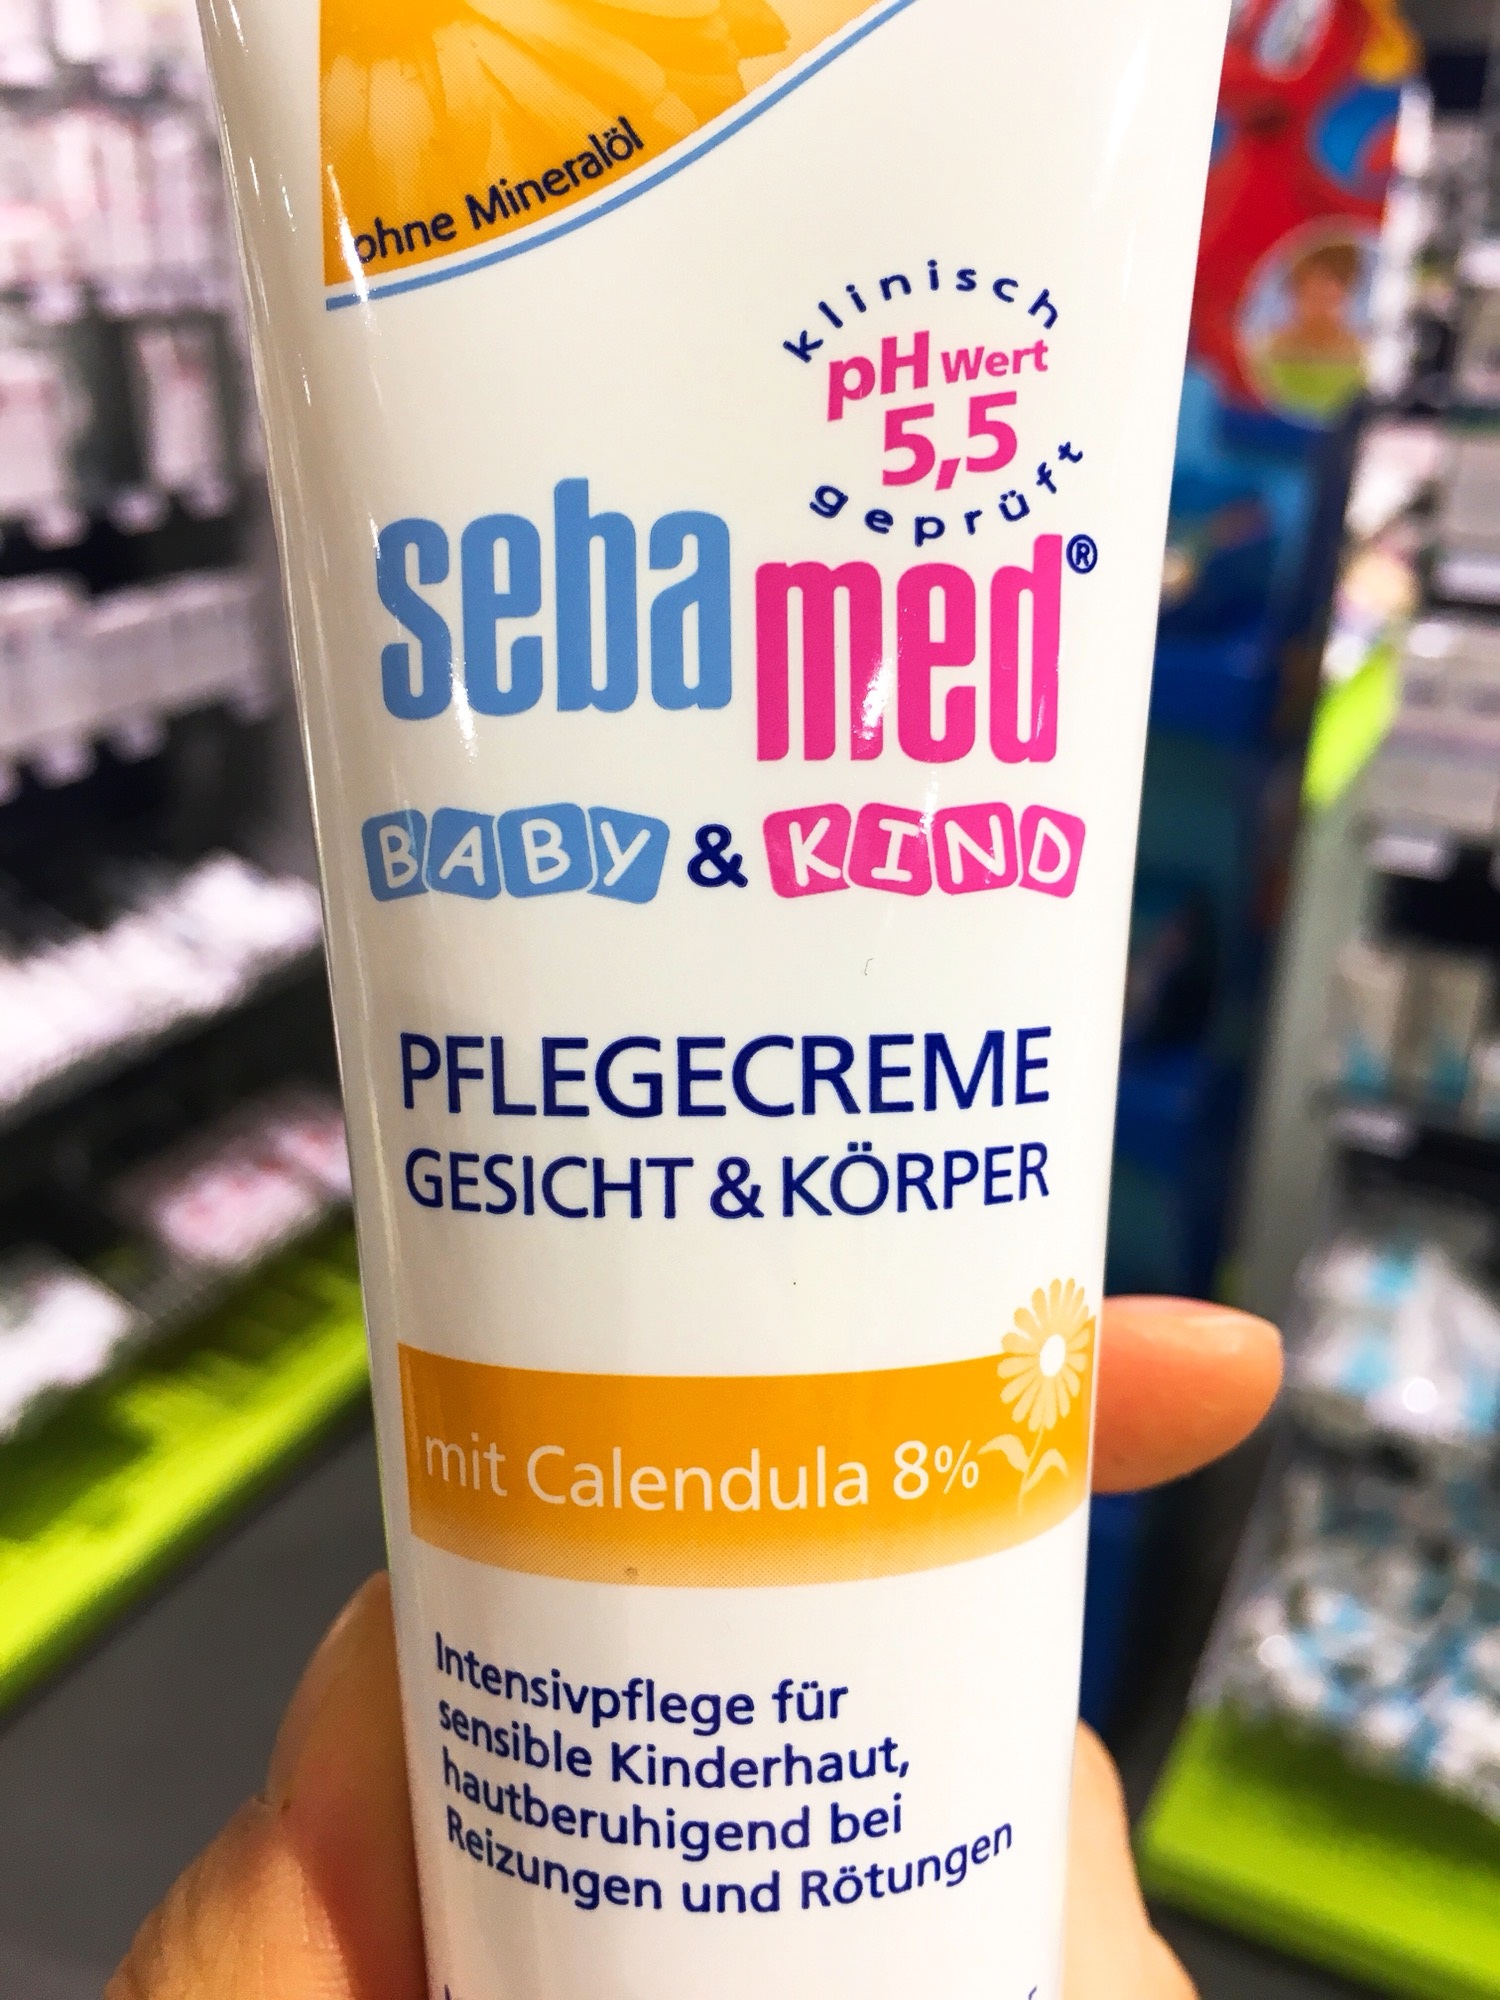 ohne Mineralöl
klinisch
pH Wert
5,5
geprüft
sebamed®
BABY & KIND
PFLEGECREME
GESICHT & KÖRPER
mit Calendula 8%
Intensivpflege für
sensible Kinderhaut,
hautberuhigend bei
Reizungen und Rötungen